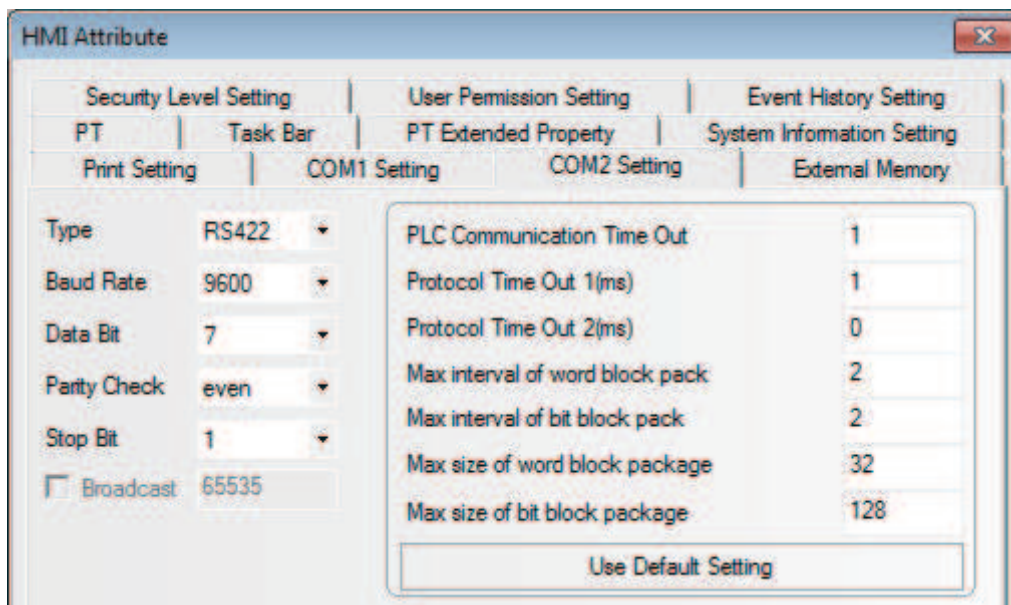 HMI Attribute
Security Level Setting User Permission Setting Event History Setting
PT Task Bar PT Extended Property System Information Setting
Print Setting COM1 Setting COM2 Setting External Memory
Type RS422
Baud Rate 9600
Data Bit 7
Parity Check even
Stop Bit 1
Broadcast 65535
PLC Communication Time Out 1
Protocol Time Out 1(ms) 1
Protocol Time Out 2(ms) 0
Max interval of word block pack 2
Max interval of bit block pack 2
Max size of word block package 32
Max size of bit block package 128
Use Default Setting